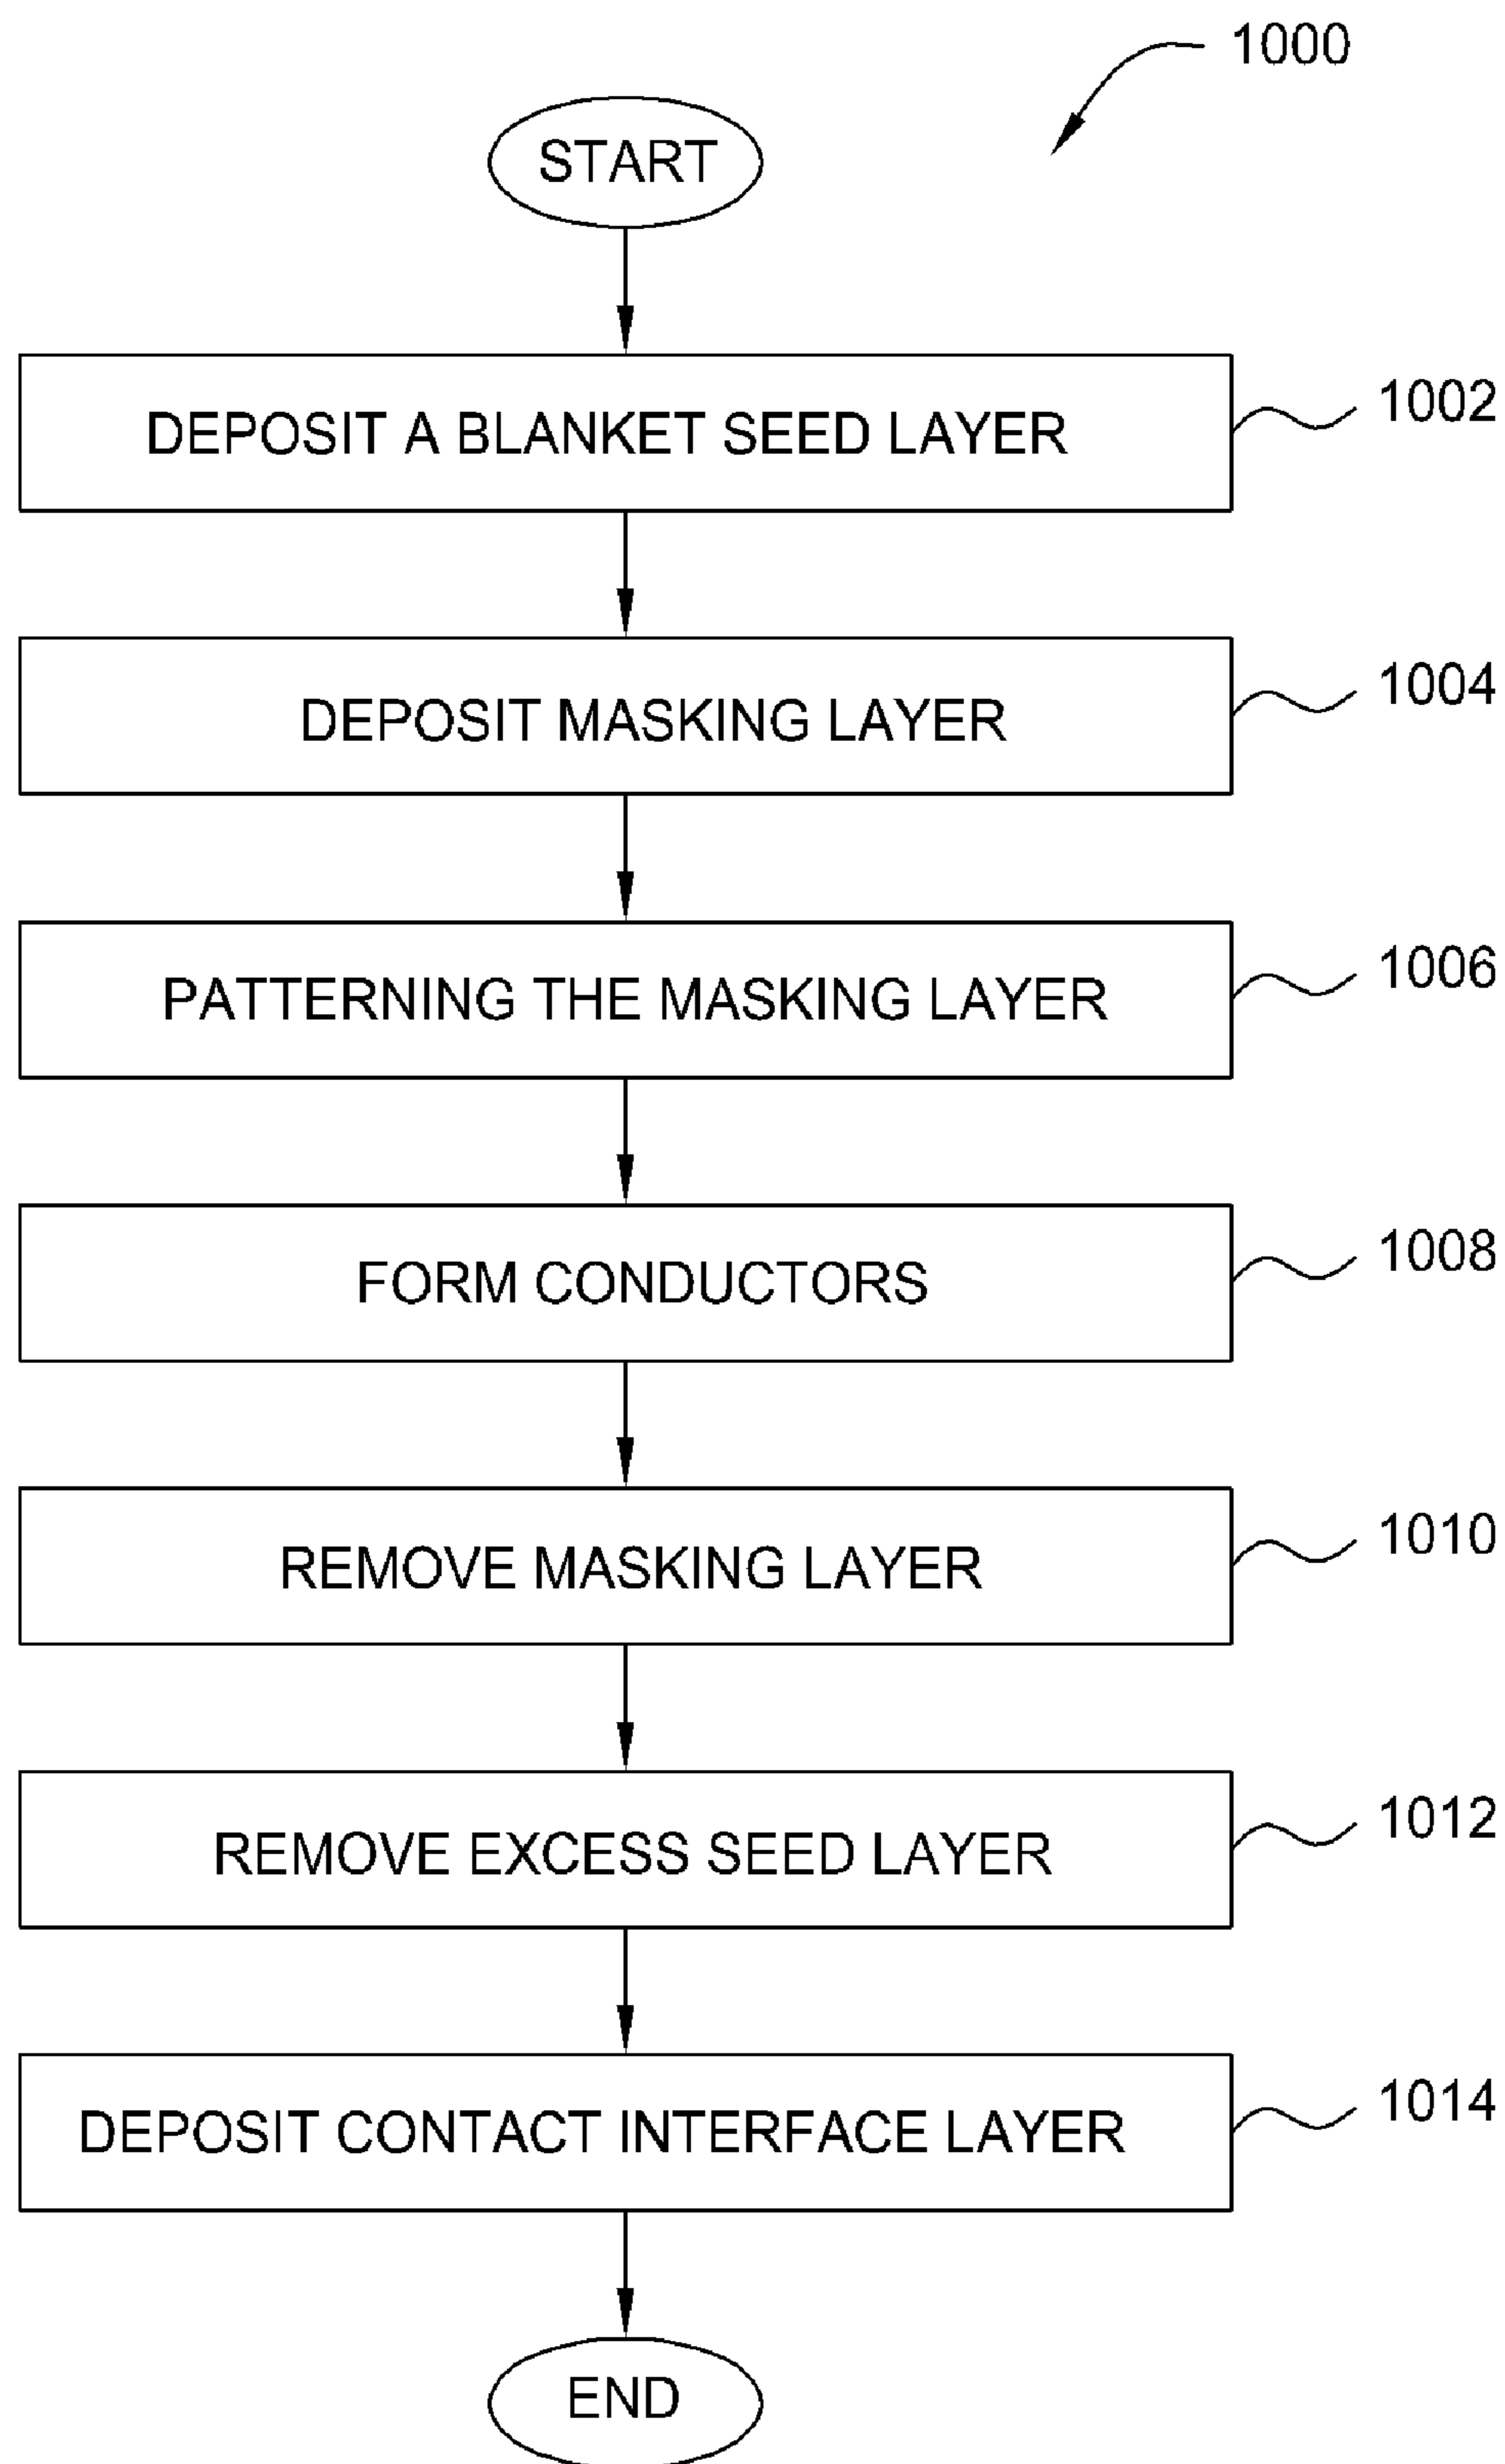 1000
START
DEPOSIT A BLANKET SEED LAYER
1002
DEPOSIT MASKING LAYER
1004
PATTERNING THE MASKING LAYER
1006
FORM CONDUCTORS
1008
REMOVE MASKING LAYER
1010
REMOVE EXCESS SEED LAYER
1012
DEPOSIT CONTACT INTERFACE LAYER
1014
END